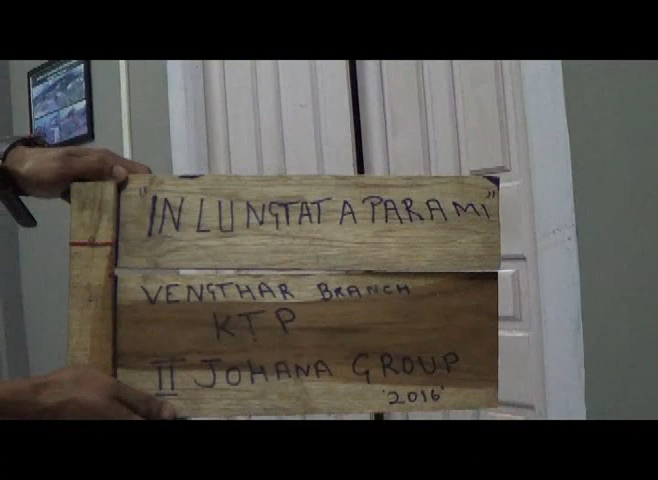 "IN LUNGTAT A PARAMI"
VENGTHAR BRANCH
KTP
II JOHANA GROUP
'2016'